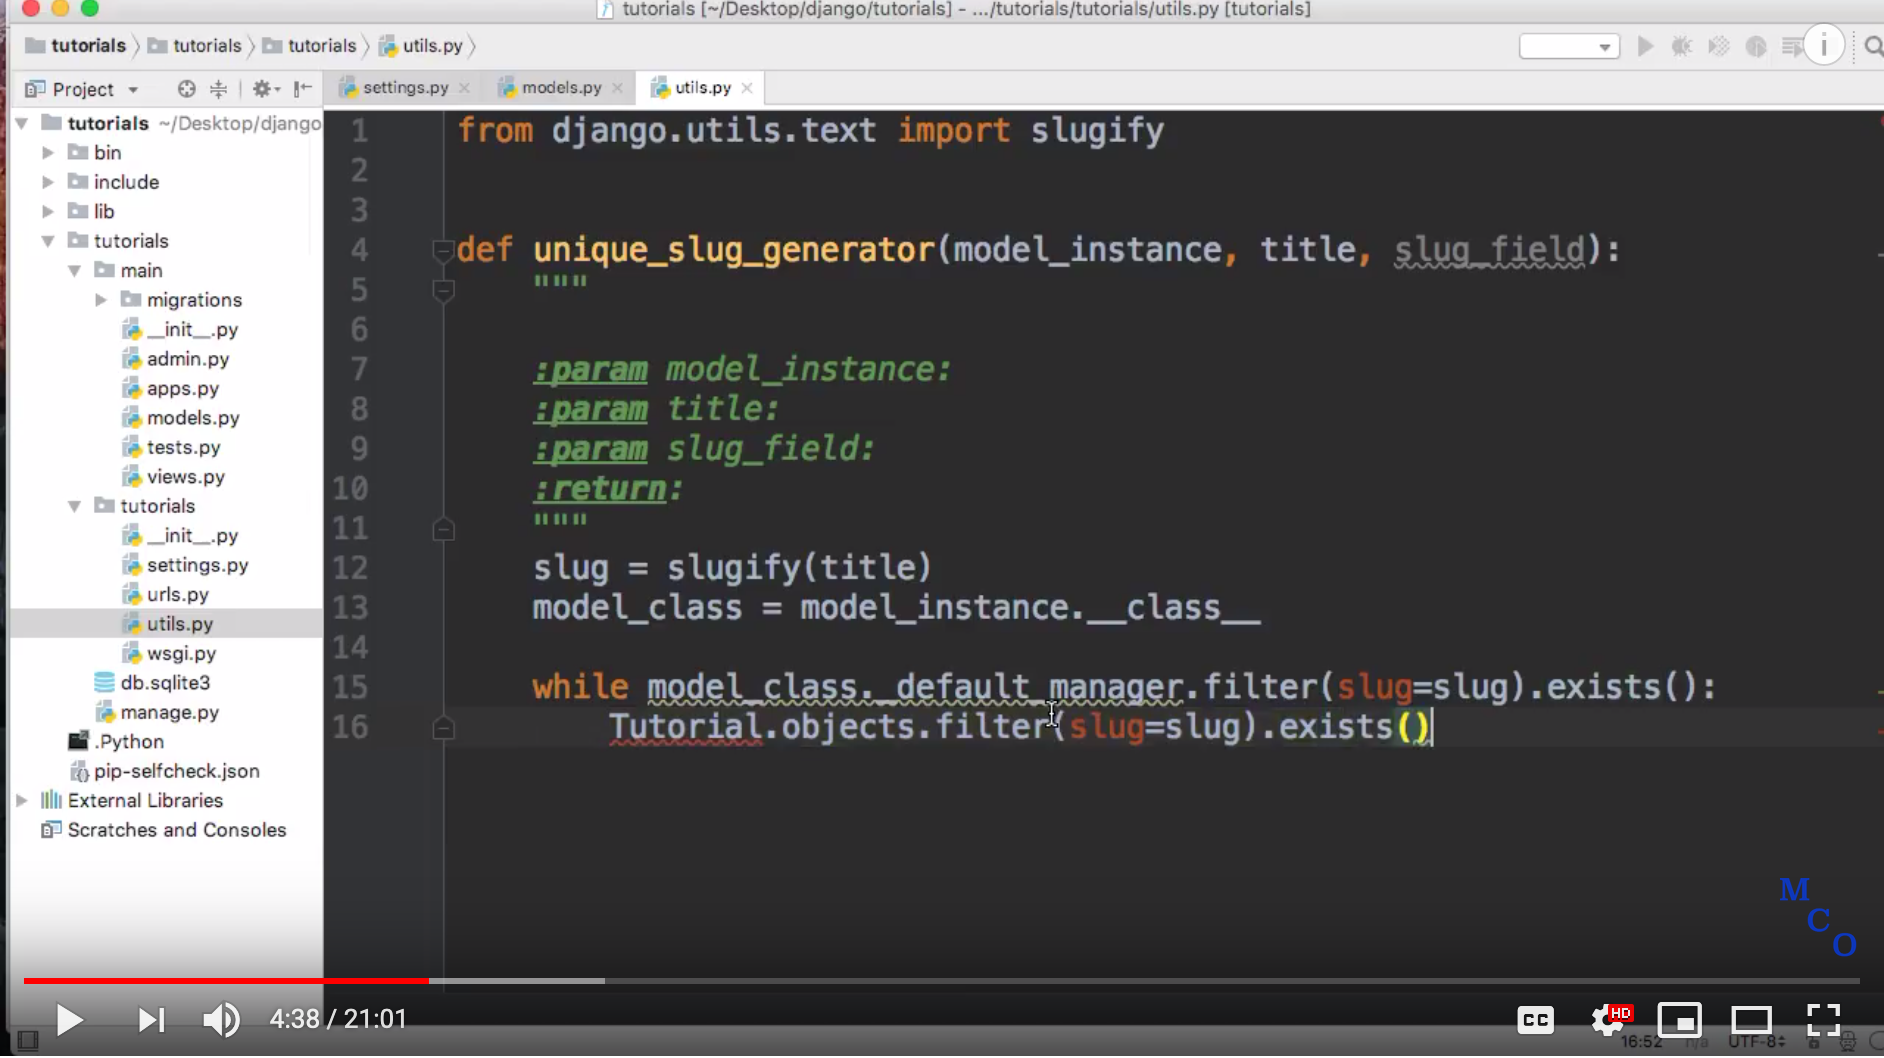 tutorials [~/Desktop/django/tutorials] - .../tutorials/tutorials/utils.py [tutorials]
tutorials tutorials tutorials utils.py
Project
settings.py models.py utils.py
tutorials ~/Desktop/django
bin
include
lib
tutorials
main
migrations
__init__.py
admin.py
apps.py
models.py
tests.py
views.py
tutorials
__init__.py
settings.py
urls.py
utils.py
wsgi.py
db.sqlite3
manage.py
.Python
pip-selfcheck.json
External Libraries
Scratches and Consoles
1 from django.utils.text import slugify
2
3
4 def unique_slug_generator(model_instance, title, slug_field):
5 """
6
7 :param model_instance:
8 :param title:
9 :param slug_field:
10 :return:
11 """
12 slug = slugify(title)
13 model_class = model_instance.__class__
14
15 while model_class._default_manager.filter(slug=slug).exists():
16 Tutorial.objects.filter(slug=slug).exists()
M
C
O
4:38 / 21:01
CC
HD
16:52 n/a UTF-8